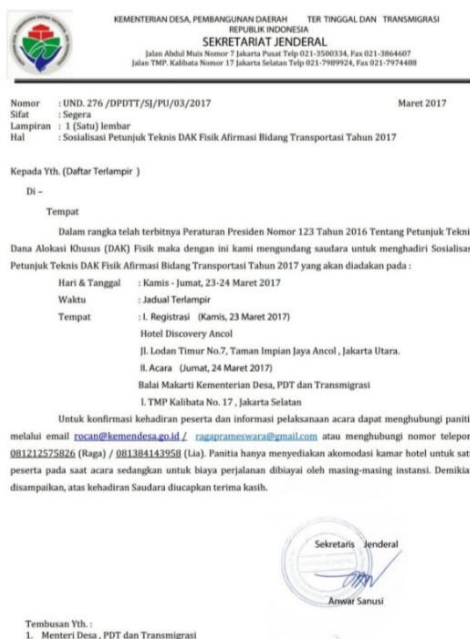 KEMENTERIAN DESA, PEMBANGUNAN DAERAH TER TINGGAL DAN TRANSMIGRASI
REPUBLIK INDONESIA
SEKRETARIAT JENDERAL
Jalan Abdul Muis Nomor 7 Jakarta Pusat Telp 021-3500334, Fax 021-3864607
Jalan TMP. Kalibata Nomor 17 Jakarta Selatan Telp 021-7989924, Fax 021-7974488
Nomor : UND. 276 /DPDTT/SJ/PU/03/2017 Maret 2017
Sifat : Segera
Lampiran : 1 (Satu) lembar
Hal : Sosialisasi Petunjuk Teknis DAK Fisik Afirmasi Bidang Transportasi Tahun 2017
Kepada Yth. (Daftar Terlampir )
Di –
Tempat
Dalam rangka telah terbitnya Peraturan Presiden Nomor 123 Tahun 2016 Tentang Petunjuk Tekni
Dana Alokasi Khusus (DAK) Fisik maka dengan ini kami mengundang saudara untuk menghadiri Sosialisas
Petunjuk Teknis DAK Fisik Afirmasi Bidang Transportasi Tahun 2017 yang akan diadakan pada :
Hari & Tanggal : Kamis - Jumat, 23-24 Maret 2017
Waktu : Jadual Terlampir
Tempat : I. Registrasi (Kamis, 23 Maret 2017)
Hotel Discovery Ancol
Jl. Lodan Timur No.7, Taman Impian Jaya Ancol , Jakarta Utara.
II. Acara (Jumat, 24 Maret 2017)
Balai Makarti Kementerian Desa, PDT dan Transmigrasi
l. TMP Kalibata No. 17 , Jakarta Selatan
Untuk konfirmasi kehadiran peserta dan informasi pelaksanaan acara dapat menghubungi paniti
melalui email rocan@kemendesa.go.id / ragaprameswara@gmail.com atau menghubungi nomor telepon
081212575826 (Raga) / 081384143958 (Lia). Panitia hanya menyediakan akomodasi kamar hotel untuk sat
peserta pada saat acara sedangkan untuk biaya perjalanan dibiayai oleh masing-masing instansi. Demikia
disampaikan, atas kehadiran Saudara diucapkan terima kasih.
Sekretaris Jenderal
Anwar Sanusi
Tembusan Yth. :
1. Menteri Desa , PDT dan Transmigrasi